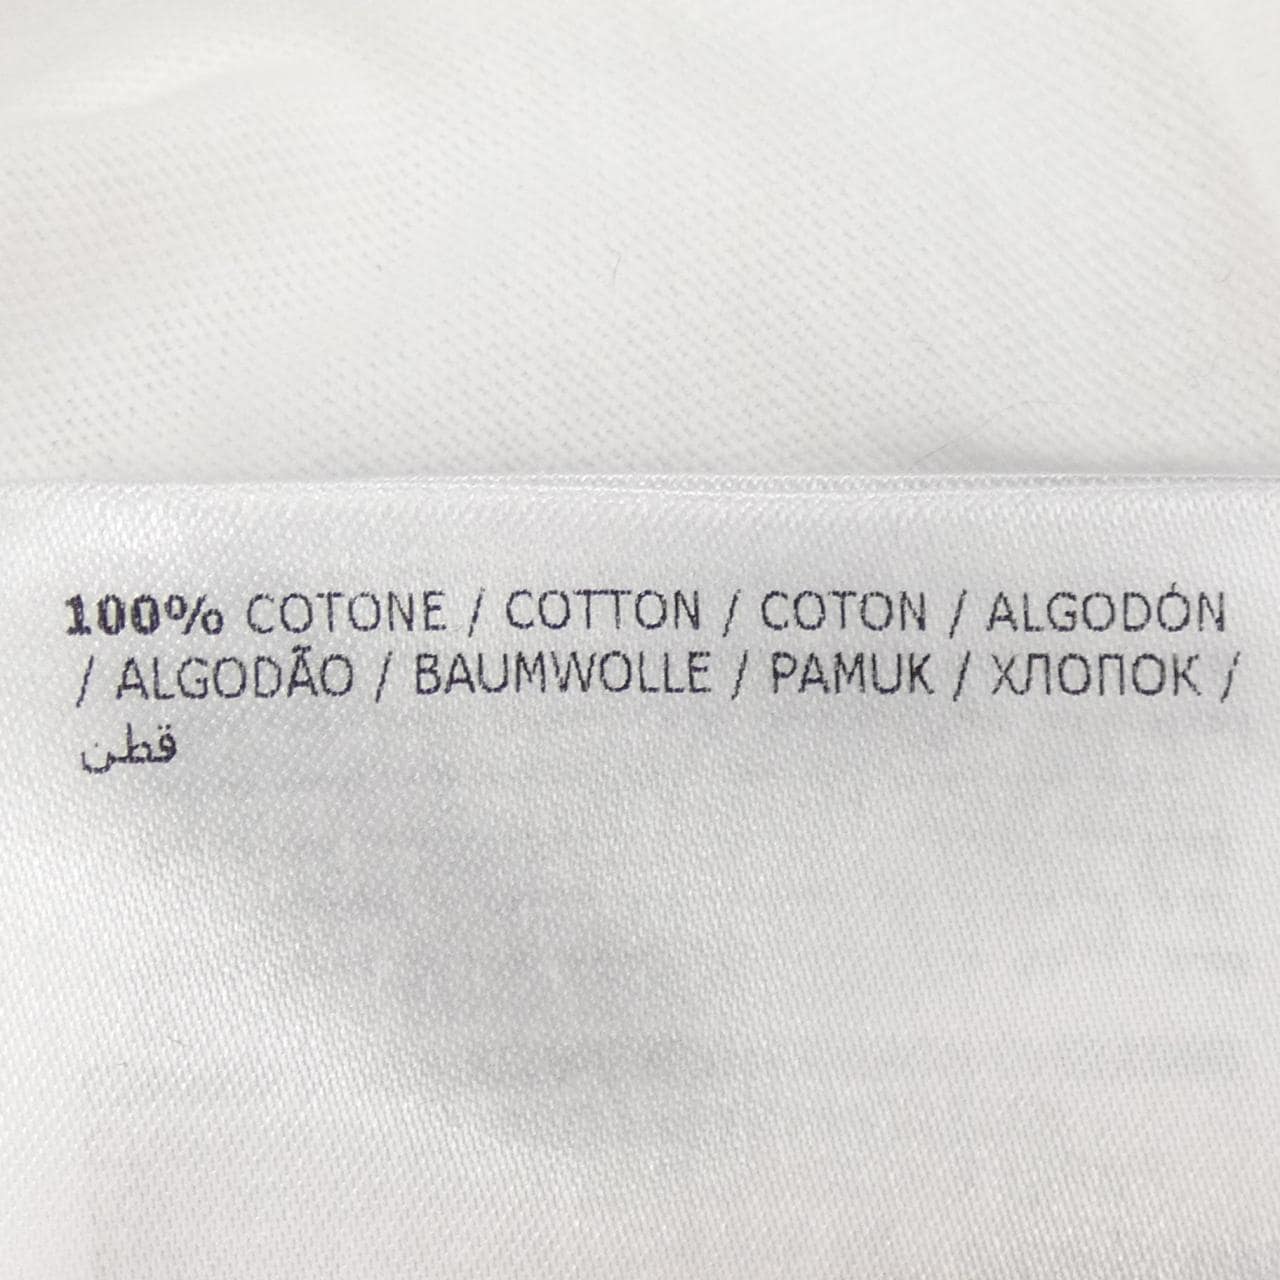 100% COTONE / COTTON / COTON / ALGODÓN
/ ALGODÃO / BAUMWOLLE / PAMUK / ХЛОПОК /
قطن